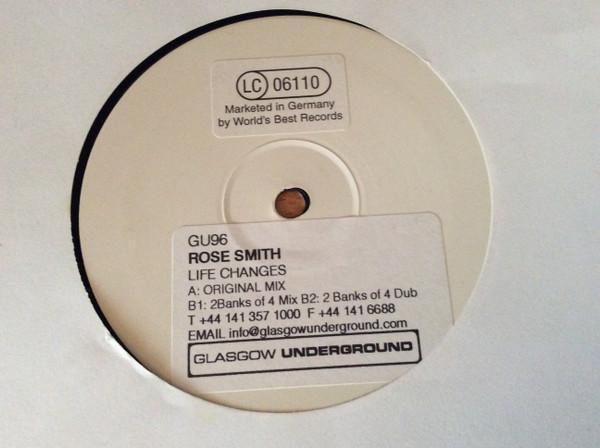 LC 06110
Marketed in Germany
by World's Best Records
GU96
ROSE SMITH
LIFE CHANGES
A: ORIGINAL MIX
B1: 2Banks of 4 Mix B2: 2 Banks of 4 Dub
T +44 141 357 1000 F +44 141 6688
EMAIL info@glasgowunderground.com
GLASGOW UNDERGROUND